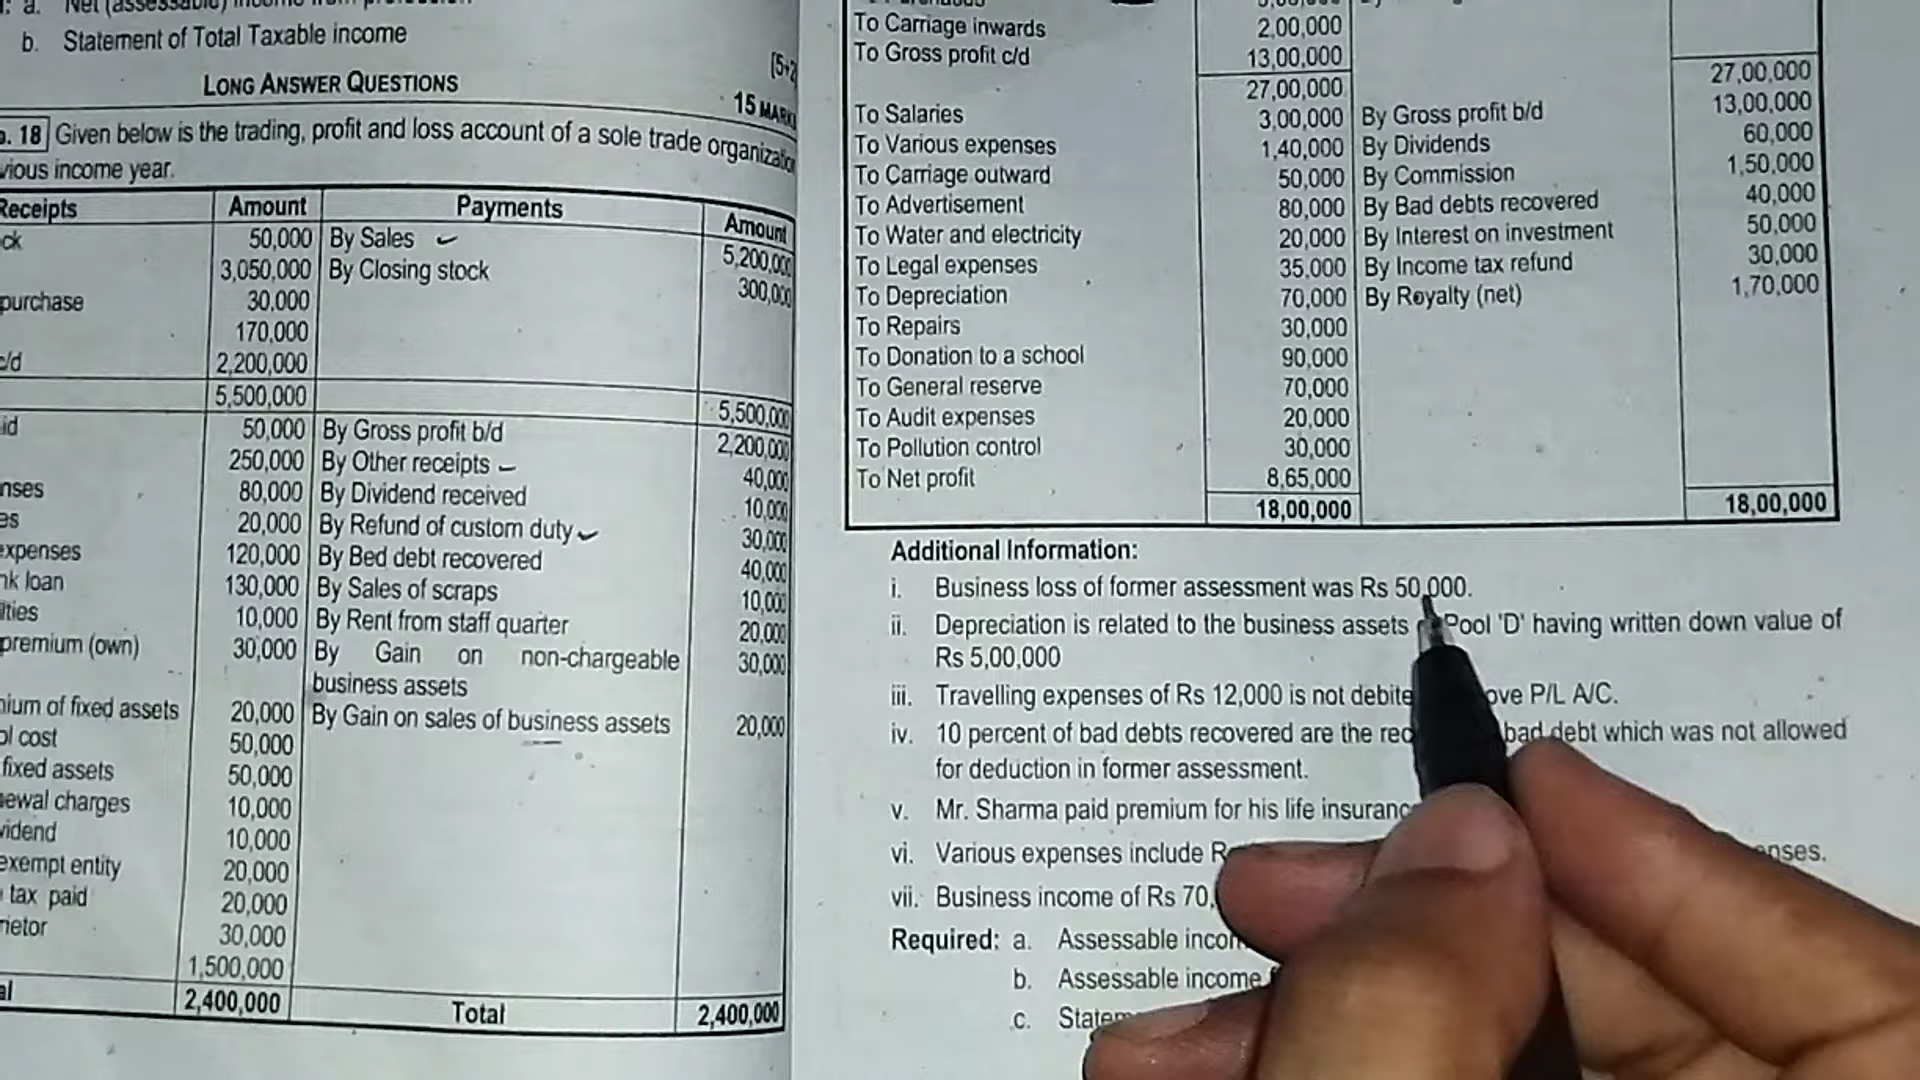 a. Net (assessable) income from
b. Statement of Total Taxable income
[5+2
LONG ANSWER QUESTIONS
15 MARKS
18 Given below is the trading, profit and loss account of a sole trade organization
vious income year.
Receipts Amount Payments Amount
ck 50,000 By Sales 5,200,000
3,050,000 By Closing stock 300,000
purchase 30,000
170,000
c/d 2,200,000
5,500,000 5,500,000
id 50,000 By Gross profit b/d 2,200,000
250,000 By Other receipts 40,000
nses 80,000 By Dividend received 10,000
es 20,000 By Refund of custom duty 30,000
expenses 120,000 By Bed debt recovered 40,000
nk loan 130,000 By Sales of scraps 10,000
lties 10,000 By Rent from staff quarter 20,000
premium (own) 30,000 By Gain on non-chargeable 30,000
business assets
nium of fixed assets 20,000 By Gain on sales of business assets 20,000
ol cost 50,000
fixed assets 50,000
newal charges 10,000
vidend 10,000
exempt entity 20,000
tax paid 20,000
rietor 30,000
1,500,000
al 2,400,000 Total 2,400,000
To Carriage inwards 2,00,000
To Gross profit c/d 13,00,000
27,00,000 27,00,000
To Salaries 3,00,000 By Gross profit b/d 13,00,000
To Various expenses 1,40,000 By Dividends 60,000
To Carriage outward 50,000 By Commission 1,50,000
To Advertisement 80,000 By Bad debts recovered 40,000
To Water and electricity 20,000 By Interest on investment 50,000
To Legal expenses 35,000 By Income tax refund 30,000
To Depreciation 70,000 By Royalty (net) 1,70,000
To Repairs 30,000
To Donation to a school 90,000
To General reserve 70,000
To Audit expenses 20,000
To Pollution control 30,000
To Net profit 8,65,000
18,00,000 18,00,000
Additional Information:
i. Business loss of former assessment was Rs 50,000.
ii. Depreciation is related to the business assets Pool 'D' having written down value of
Rs 5,00,000
iii. Travelling expenses of Rs 12,000 is not debite ove P/L A/C.
iv. 10 percent of bad debts recovered are the rec bad debt which was not allowed
for deduction in former assessment.
v. Mr. Sharma paid premium for his life insuranc
vi. Various expenses include R enses.
vii. Business income of Rs 70,
Required: a. Assessable incom
b. Assessable income
c. Statem